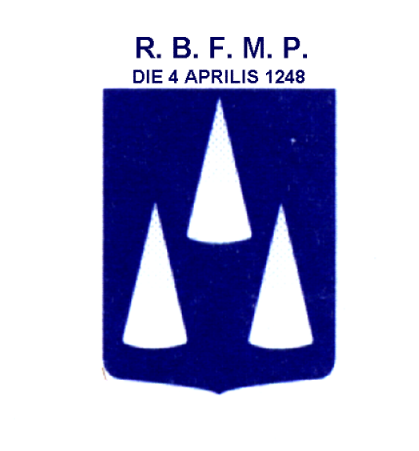 R. B. F. M. P.
DIE 4 APRILIS 1248